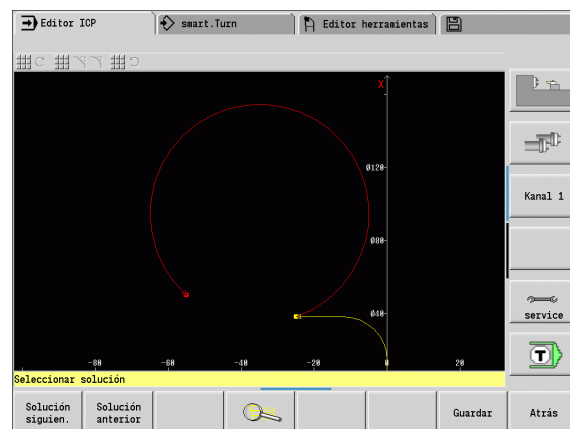 Editor ICP
smart.Turn
Editor herramientas
X
Ø120
Kanal 1
Ø80
Ø40
service
T
-80
-60
-40
-20
0
20
Seleccionar solución
Solución
siguien.
Solución
anterior
Guardar
Atrás